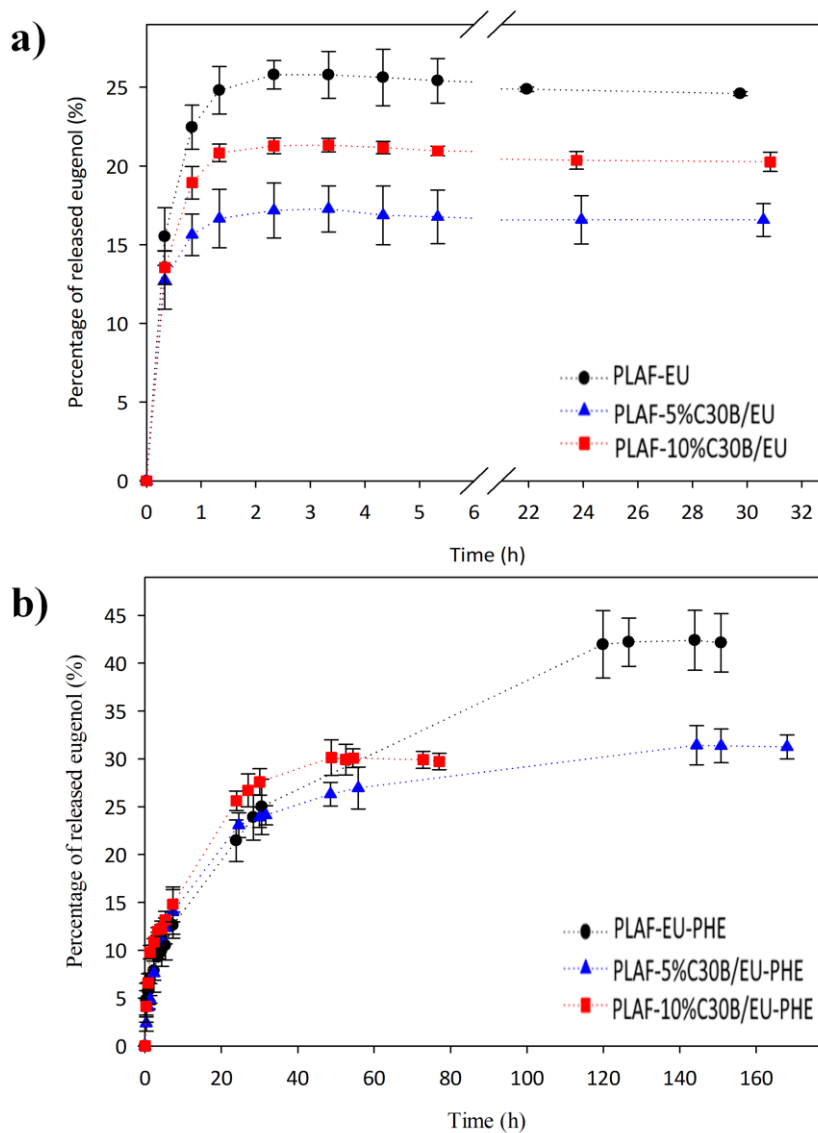 a)
Percentage of released eugenol (%)
25
20
15
10
5
0
PLAF-EU
PLAF-5%C30B/EU
PLAF-10%C30B/EU
0 1 2 3 4 5 6 22 24 26 28 30 32
Time (h)
b)
Percentage of released eugenol (%)
45
40
35
30
25
20
15
10
5
0
PLAF-EU-PHE
PLAF-5%C30B/EU-PHE
PLAF-10%C30B/EU-PHE
0 20 40 60 80 100 120 140 160
Time (h)